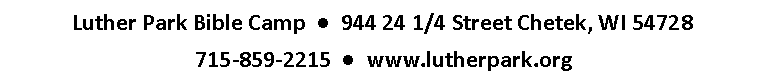 Luther Park Bible Camp ● 944 24 1/4 Street Chetek, WI 54728
715-859-2215 ● www.lutherpark.org